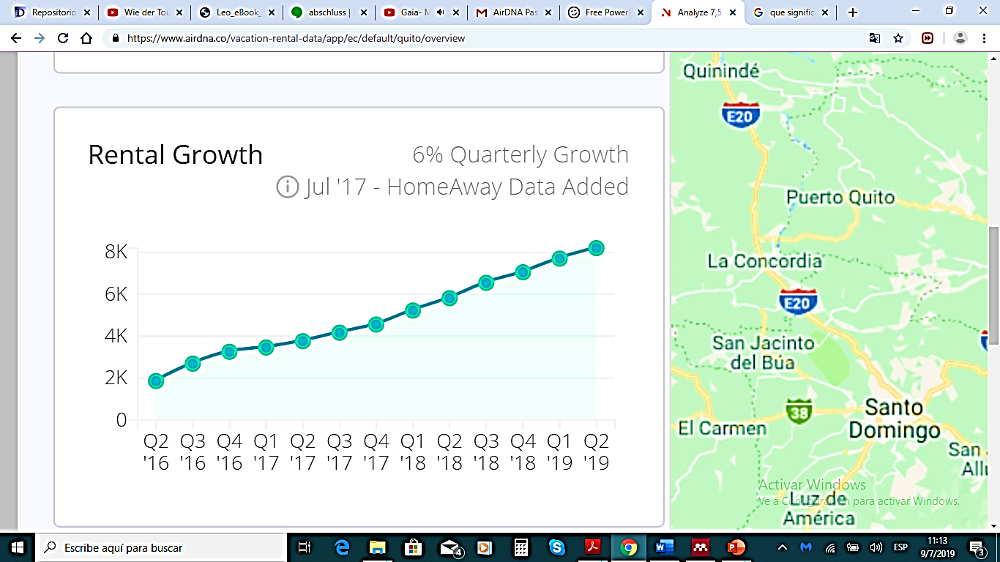 Repositorio
Wie der Tou
Leo_eBook_
abschluss |
Gaia- M
AirDNA Pas
Free PowerP
Analyze 7,5
que signific
https://www.airdna.co/vacation-rental-data/app/ec/default/quito/overview
Rental Growth
6% Quarterly Growth
Jul '17 - HomeAway Data Added
8K
6K
4K
2K
0
Q2 Q3 Q4 Q1 Q2 Q3 Q4 Q1 Q2 Q3 Q4 Q1 Q2
'16 '16 '16 '17 '17 '17 '17 '18 '18 '18 '18 '19 '19
Quinindé
E20
Puerto Quito
La Concordia
E20
San Jacinto
del Búa
38
Santo
Domingo
El Carmen
San
Activar Windows
Ve a Configuración para activar Windows.
Luz de
América
Escribe aquí para buscar
4
ESP
11:13
9/7/2019
3